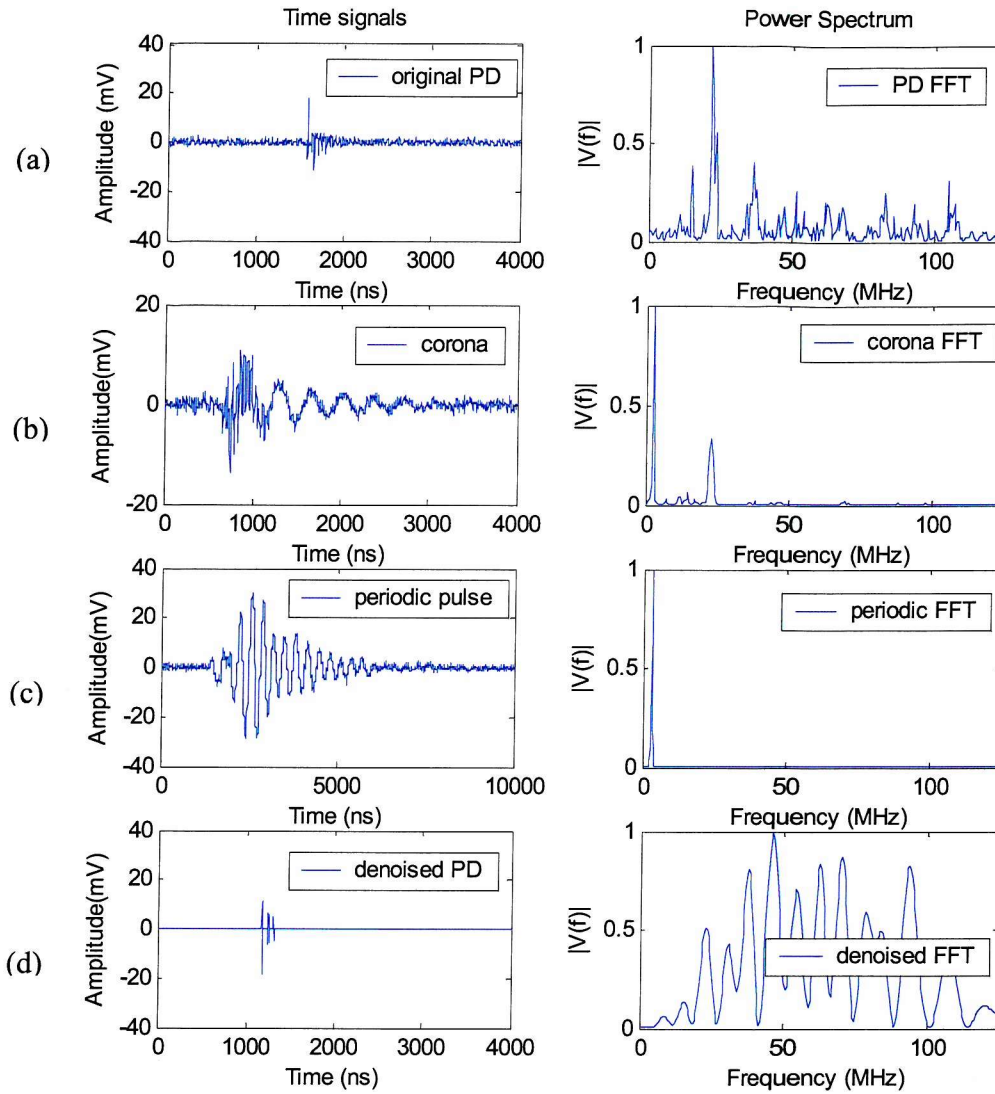 Time signals
Power Spectrum
(a)
Amplitude (mV)
40
20
0
-20
-40
original PD
0 1000 2000 3000 4000
Time (ns)
|V(f)|
1
0.5
0
PD FFT
0 50 100
Frequency (MHz)
(b)
Amplitude(mV)
20
0
-20
corona
0 1000 2000 3000 4000
Time (ns)
|V(f)|
1
0.5
0
corona FFT
0 50 100
Frequency (MHz)
(c)
Amplitude(mV)
40
20
0
-20
-40
periodic pulse
0 5000 10000
Time (ns)
|V(f)|
1
0.5
0
periodic FFT
0 50 100
Frequency (MHz)
(d)
Amplitude(mV)
40
20
0
-20
-40
denoised PD
0 1000 2000 3000 4000
Time (ns)
|V(f)|
1
0.5
0
denoised FFT
0 50 100
Frequency (MHz)